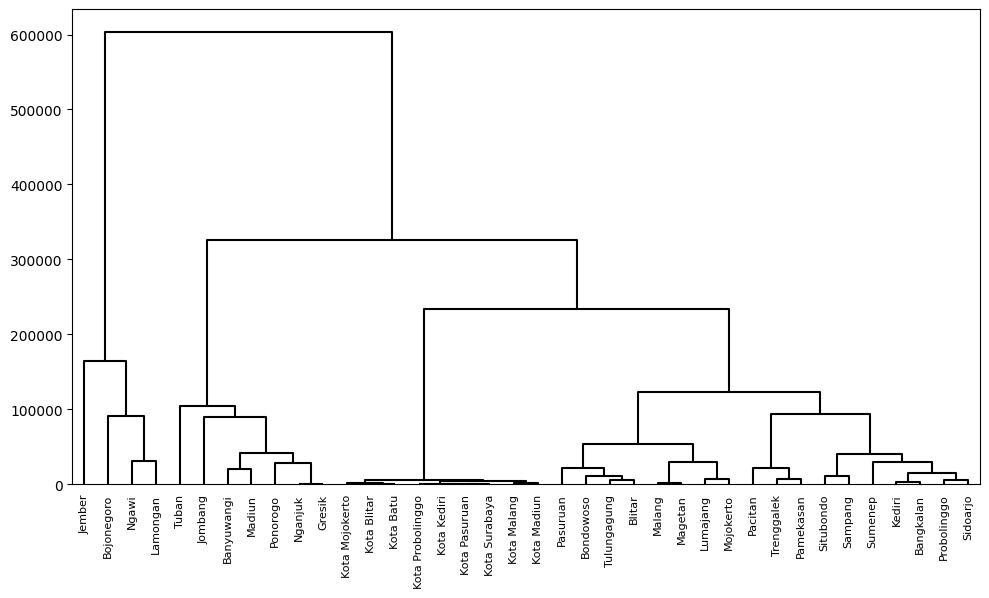 600000
500000
400000
300000
200000
100000
0
Jember
Bojonegoro
Ngawi
Lamongan
Tuban
Jombang
Banyuwangi
Madiun
Ponorogo
Nganjuk
Gresik
Kota Mojokerto
Kota Blitar
Kota Batu
Kota Probolinggo
Kota Kediri
Kota Pasuruan
Kota Surabaya
Kota Malang
Kota Madiun
Pasuruan
Bondowoso
Tulungagung
Blitar
Malang
Magetan
Lumajang
Mojokerto
Pacitan
Trenggalek
Pamekasan
Situbondo
Sampang
Sumenep
Kediri
Bangkalan
Probolinggo
Sidoarjo